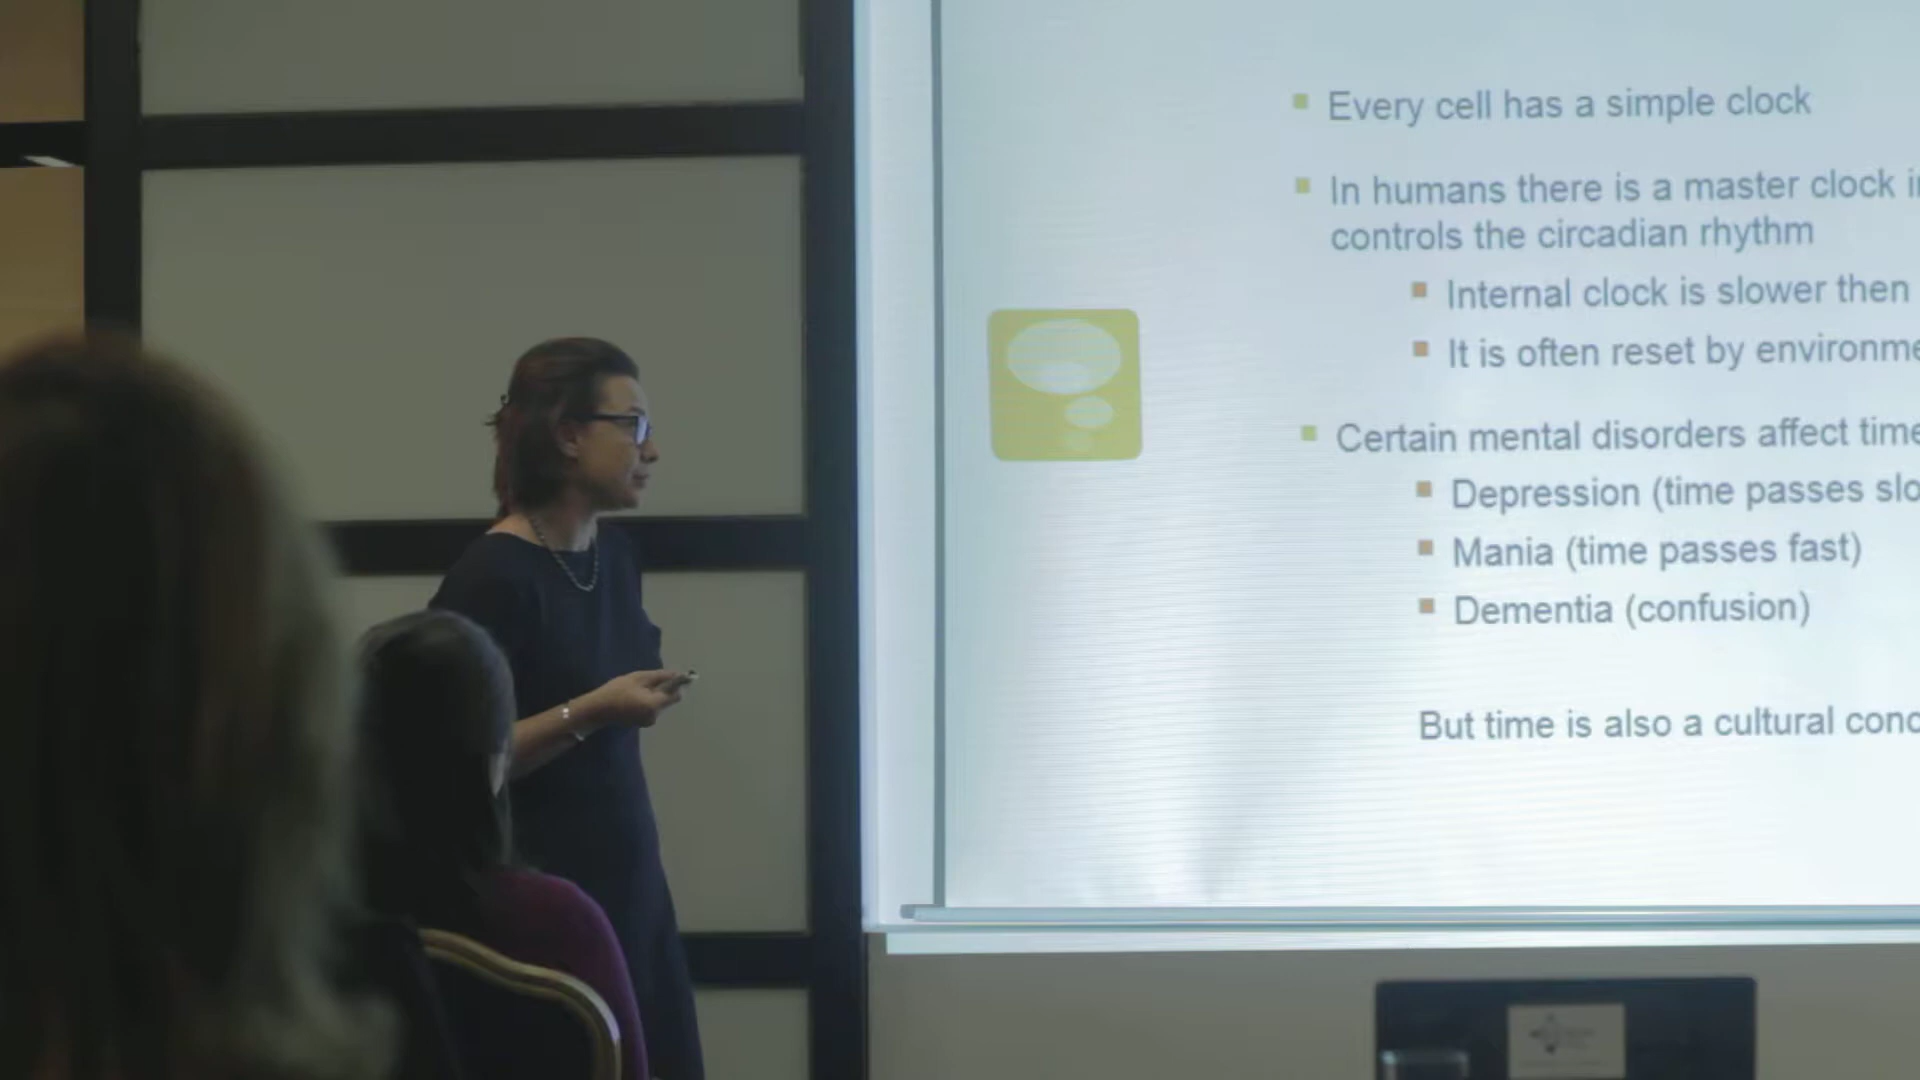 Every cell has a simple clock
In humans there is a master clock
controls the circadian rhythm
Internal clock is slower then
It is often reset by
Certain mental disorders affect
Depression (time passes
Mania (time passes fast)
Dementia (confusion)
But time is also a cultural